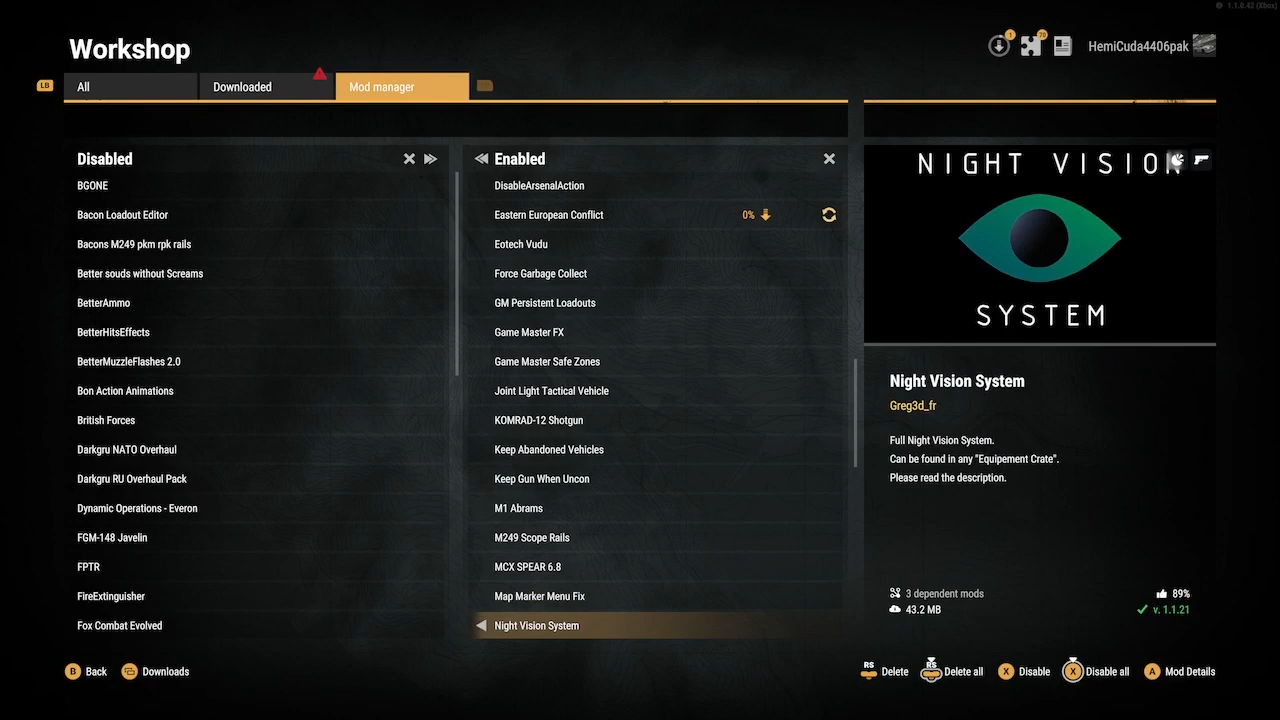 1.1.0.42 (Xbox)
Workshop
1
70
HemiCuda4406pak
LB
All
Downloaded
Mod manager
Disabled
BGONE
Bacon Loadout Editor
Bacons M249 pkm rpk rails
Better souds without Screams
BetterAmmo
BetterHitsEffects
BetterMuzzleFlashes 2.0
Bon Action Animations
British Forces
Darkgru NATO Overhaul
Darkgru RU Overhaul Pack
Dynamic Operations - Everon
FGM-148 Javelin
FPTR
FireExtinguisher
Fox Combat Evolved
Enabled
DisableArsenalAction
Eastern European Conflict 0%
Eotech Vudu
Force Garbage Collect
GM Persistent Loadouts
Game Master FX
Game Master Safe Zones
Joint Light Tactical Vehicle
KOMRAD-12 Shotgun
Keep Abandoned Vehicles
Keep Gun When Uncon
M1 Abrams
M249 Scope Rails
MCX SPEAR 6.8
Map Marker Menu Fix
Night Vision System
NIGHT VISION
SYSTEM
Night Vision System
Greg3d_fr
Full Night Vision System.
Can be found in any "Equipement Crate".
Please read the description.
3 dependent mods 89%
43.2 MB v. 1.1.21
B Back Downloads
RS Delete RS Delete all X Disable X Disable all A Mod Details